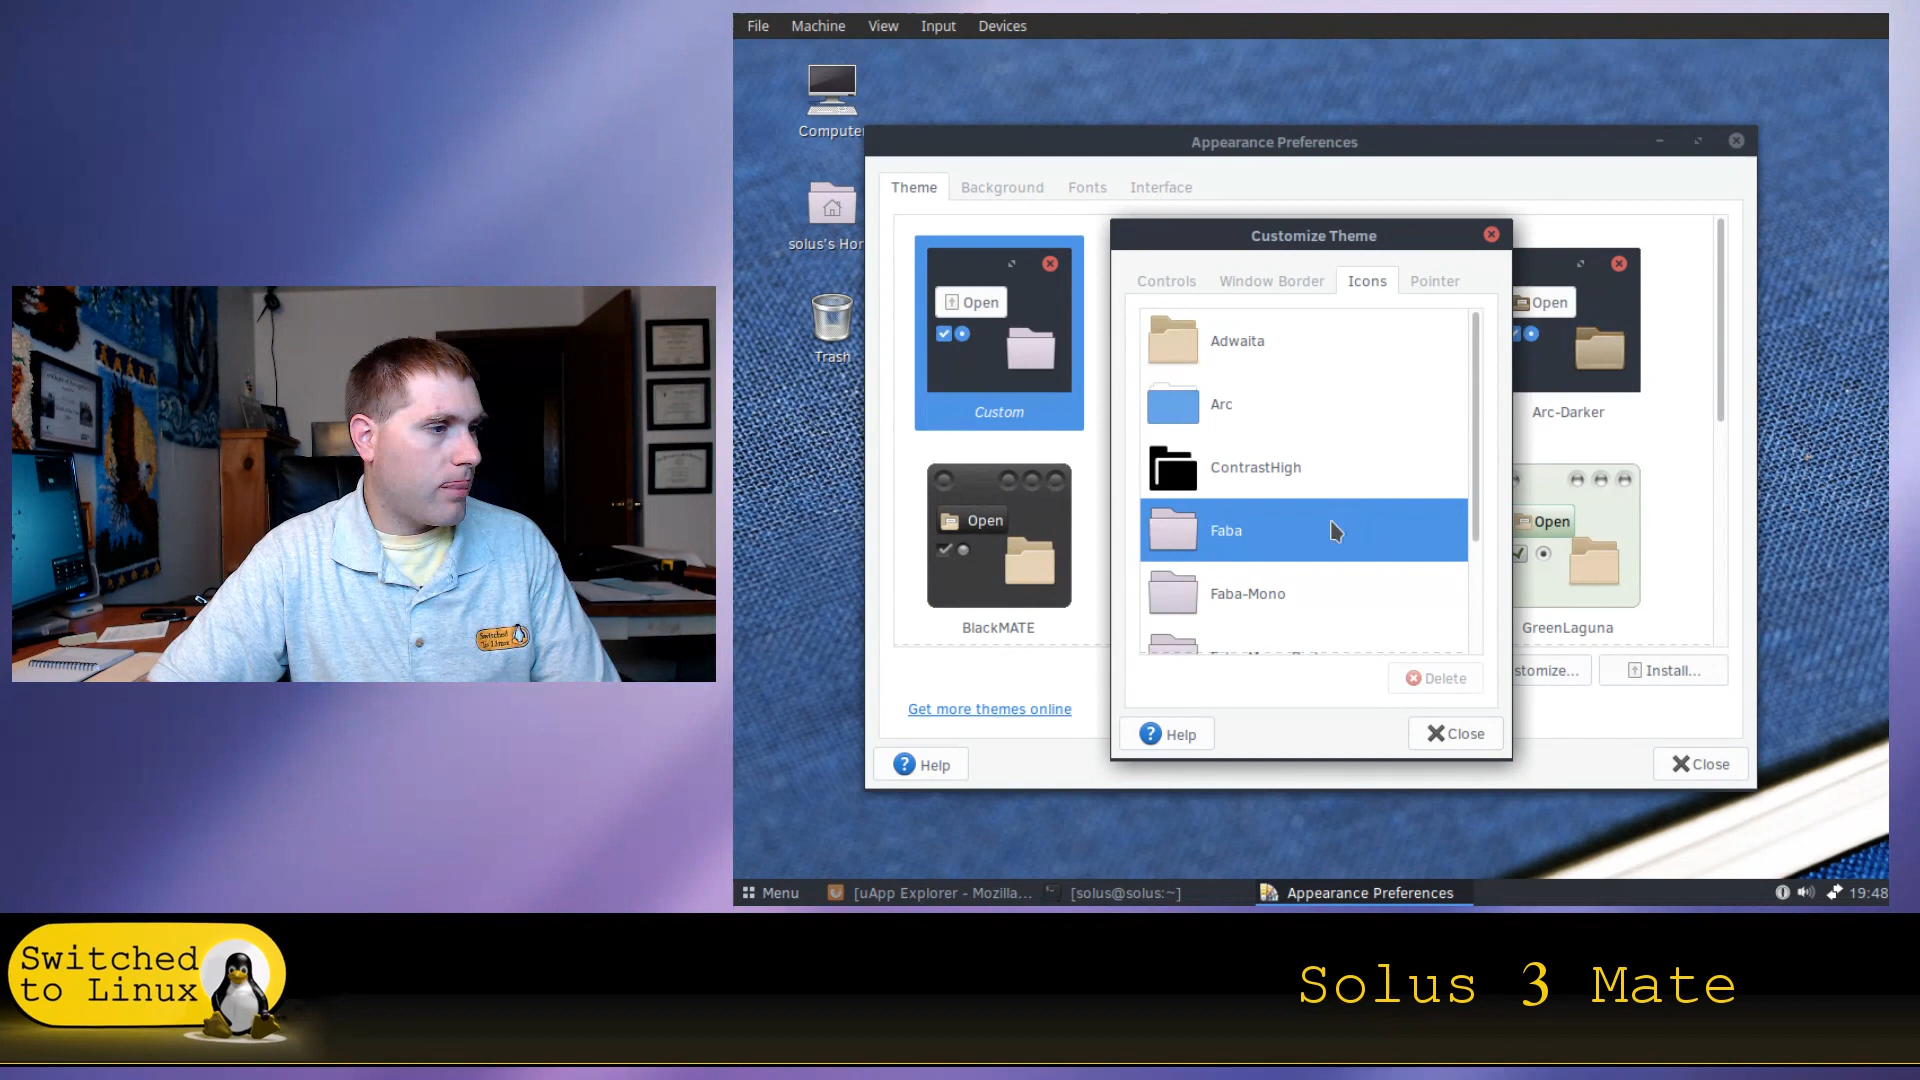 File Machine View Input Devices
Computer
solus's Hor
Trash
Appearance Preferences
Theme Background Fonts Interface
Open
Custom
Open
BlackMATE
Open
Arc-Darker
Open
GreenLaguna
Get more themes online
stomize...
Install...
Help
Close
Customize Theme
Controls Window Border Icons Pointer
Adwaita
Arc
ContrastHigh
Faba
Faba-Mono
Delete
Help
Close
Menu
[uApp Explorer - Mozilla...
[solus@solus:~]
Appearance Preferences
19:48
Switched
to Linux
Switched
to Linux
Solus 3 Mate